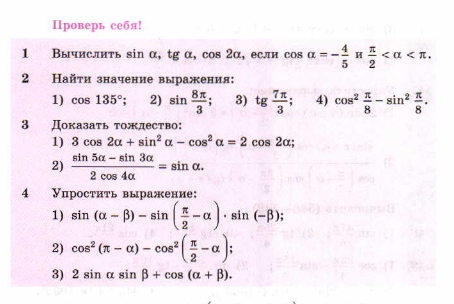 Проверь себя!
1 Вычислить sin α, tg α, cos 2α, если cos α = −4/5 и π/2 < α < π.
2 Найти значение выражения:
1) cos 135°; 2) sin 8π/3; 3) tg 7π/3; 4) cos² π/8 − sin² π/8.
3 Доказать тождество:
1) 3 cos 2α + sin² α − cos² α = 2 cos 2α;
2) (sin 5α − sin 3α)/(2 cos 4α) = sin α.
4 Упростить выражение:
1) sin (α − β) − sin (π/2 − α) · sin (−β);
2) cos² (π − α) − cos² (π/2 − α);
3) 2 sin α sin β + cos (α + β).